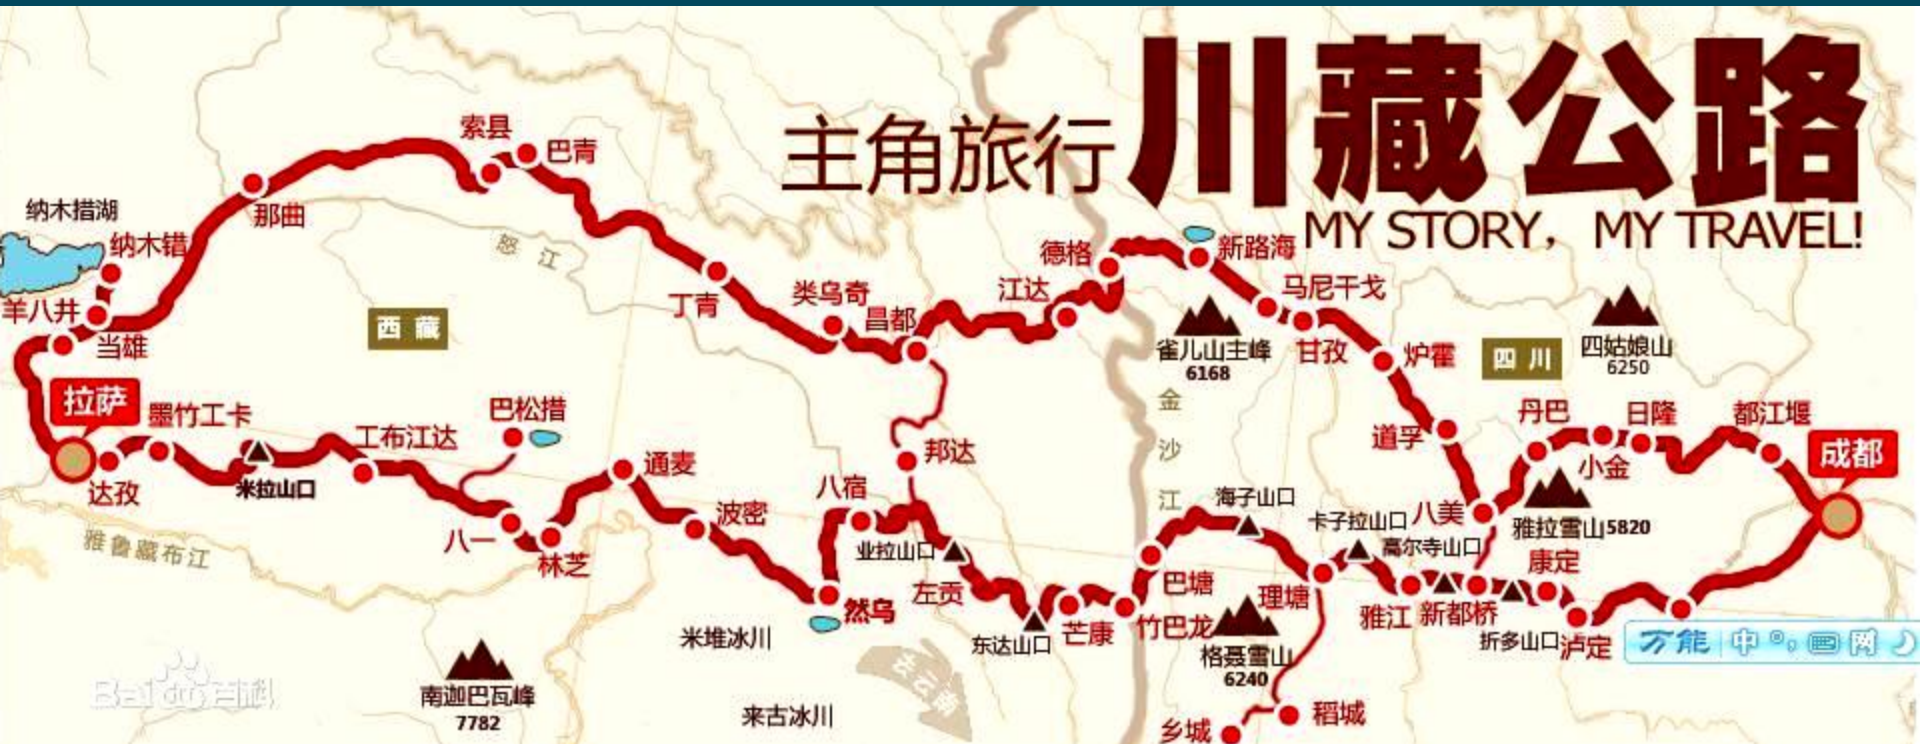 川藏公路
主角旅行
MY STORY, MY TRAVEL!
索县
巴青
纳木措湖
那曲
纳木错
怒江
德格
新路海
羊八井
当雄
丁青
类乌奇
昌都
江达
马尼干戈
西藏
雀儿山主峰
6168
甘孜
炉霍
四川
四姑娘山
6250
拉萨
墨竹工卡
巴松措
金沙江
丹巴
日隆
都江堰
工布江达
道孚
成都
通麦
邦达
小金
达孜
米拉山口
八宿
海子山口
八美
波密
卡子拉山口
雅拉雪山5820
雅鲁藏布江
八一
业拉山口
高尔寺山口
林芝
康定
巴塘
左贡
理塘
然乌
雅江
新都桥
米堆冰川
东达山口
芒康
竹巴龙
折多山口
泸定
万能
中
网
格聂雪山
6240
南迦巴瓦峰
7782
Bai du 百科
来古冰川
稻城
乡城